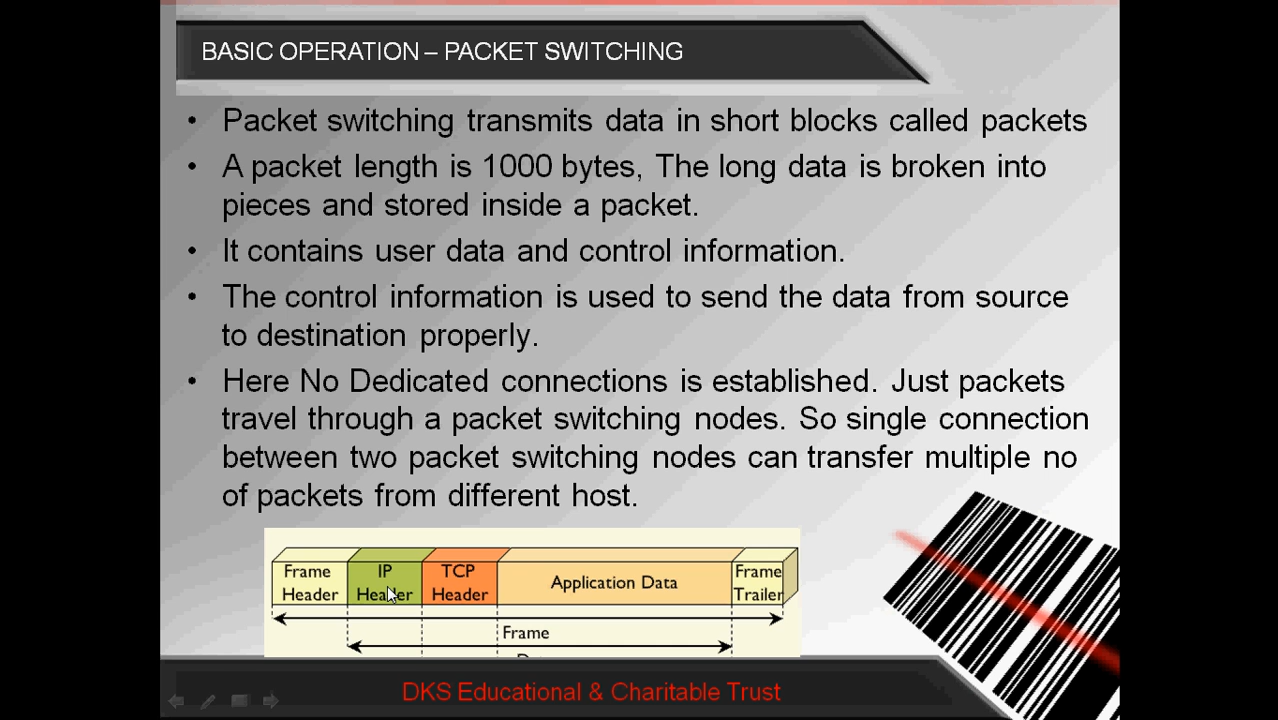 BASIC OPERATION – PACKET SWITCHING
• Packet switching transmits data in short blocks called packets
• A packet length is 1000 bytes, The long data is broken into
pieces and stored inside a packet.
• It contains user data and control information.
• The control information is used to send the data from source
to destination properly.
• Here No Dedicated connections is established. Just packets
travel through a packet switching nodes. So single connection
between two packet switching nodes can transfer multiple no
of packets from different host.
Frame Header
IP Header
TCP Header
Application Data
Frame Trailer
Frame
DKS Educational & Charitable Trust